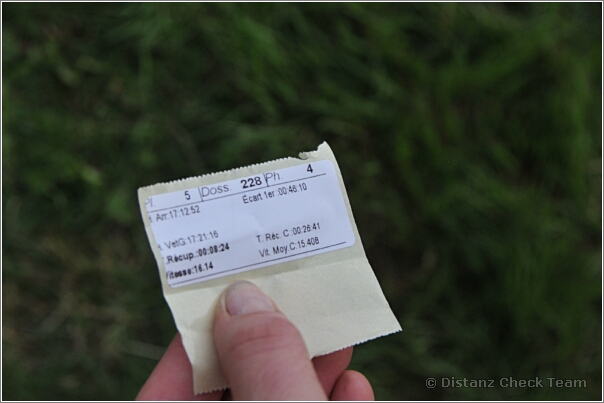 Pl. 5 Doss 228 Ph. 4
Arr:17:12:52 Ecart 1er :00:46:10
VetG:17:21:16 T. Réc. C :00:26:41
Récup.:00:08:24 Vit. Moy.C:15.408
Vitesse:16.14
© Distanz Check Team